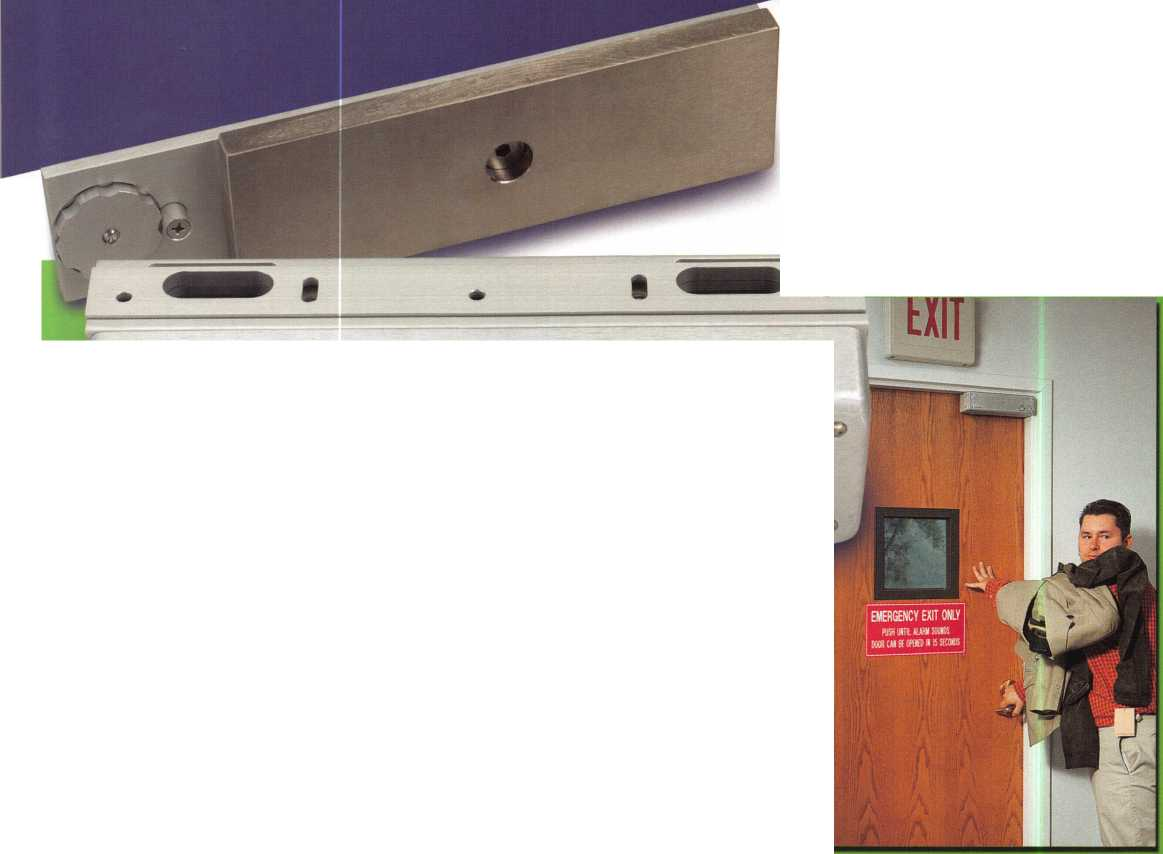 EXIT
EMERGENCY EXIT ONLY
PUSH UNTIL ALARM SOUNDS
DOOR CAN BE OPENED IN 15 SECONDS